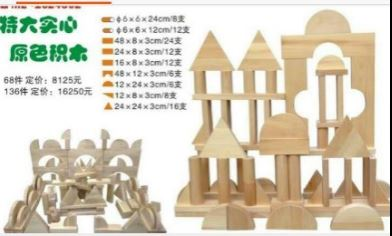 特大实心
原色积木
68件 定价：8125元
136件 定价：16250元
φ6×6×24cm/8支
φ6×6×12cm/12支
48×8×3cm/24支
24×8×3cm/12支
16×8×3cm/12支
48×12×3cm/6支
12×24×3cm/6支
12×8×3cm/8支
24×24×3cm/16支